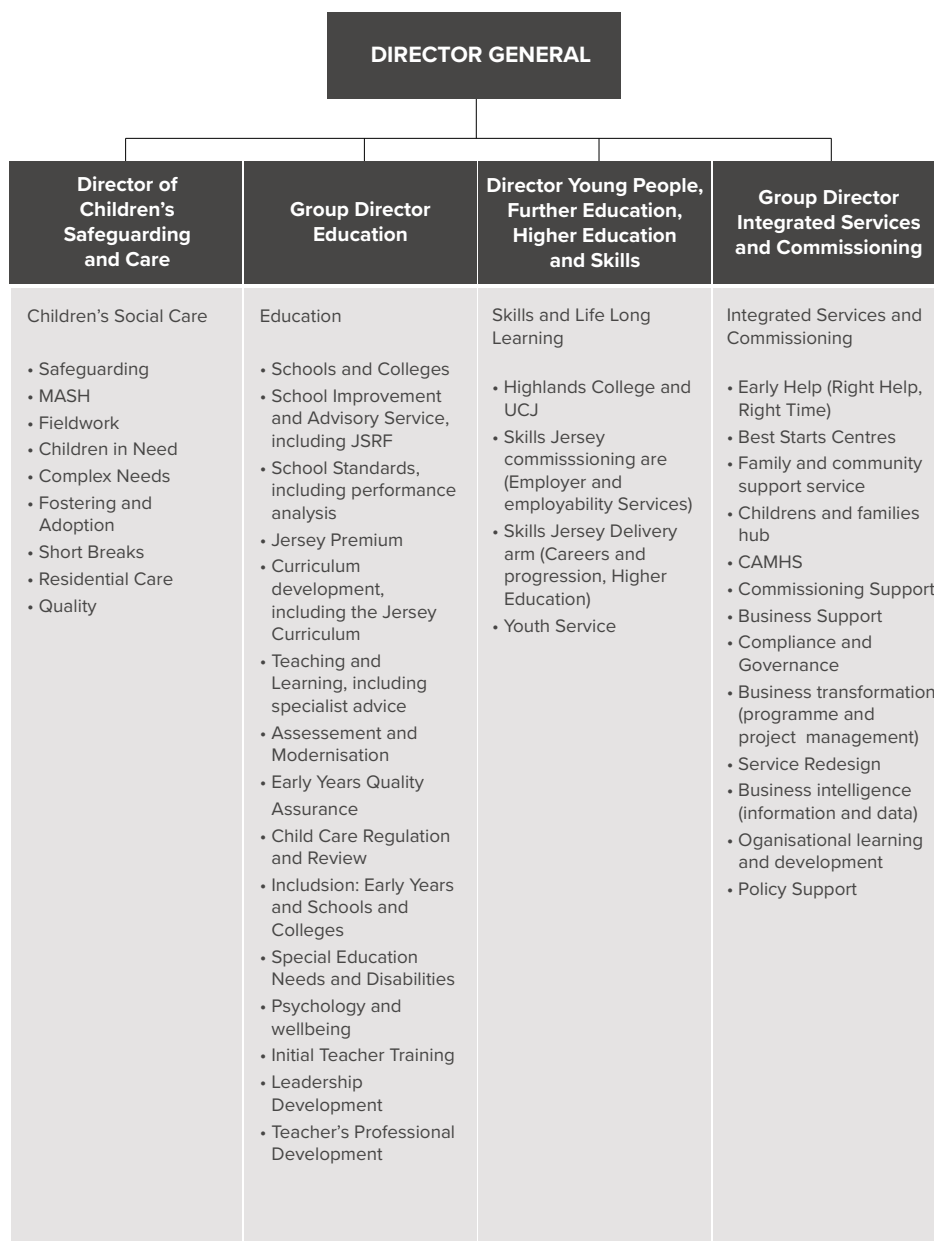 DIRECTOR GENERAL
Director of
Children's
Safeguarding
and Care
Group Director
Education
Director Young People,
Further Education,
Higher Education
and Skills
Group Director
Integrated Services
and Commissioning
Children's Social Care
• Safeguarding
• MASH
• Fieldwork
• Children in Need
• Complex Needs
• Fostering and
Adoption
• Short Breaks
• Residential Care
• Quality
Education
• Schools and Colleges
• School Improvement
and Advisory Service,
including JSRF
• School Standards,
including performance
analysis
• Jersey Premium
• Curriculum
development,
including the Jersey
Curriculum
• Teaching and
Learning, including
specialist advice
• Assessement and
Modernisation
• Early Years Quality
Assurance
• Child Care Regulation
and Review
• Includsion: Early Years
and Schools and
Colleges
• Special Education
Needs and Disabilities
• Psychology and
wellbeing
• Initial Teacher Training
• Leadership
Development
• Teacher's Professional
Development
Skills and Life Long
Learning
• Highlands College and
UCJ
• Skills Jersey
commisssioning are
(Employer and
employability Services)
• Skills Jersey Delivery
arm (Careers and
progression, Higher
Education)
• Youth Service
Integrated Services and
Commissioning
• Early Help (Right Help,
Right Time)
• Best Starts Centres
• Family and community
support service
• Childrens and families
hub
• CAMHS
• Commissioning Support
• Business Support
• Compliance and
Governance
• Business transformation
(programme and
project  management)
• Service Redesign
• Business intelligence
(information and data)
• Oganisational learning
and development
• Policy Support